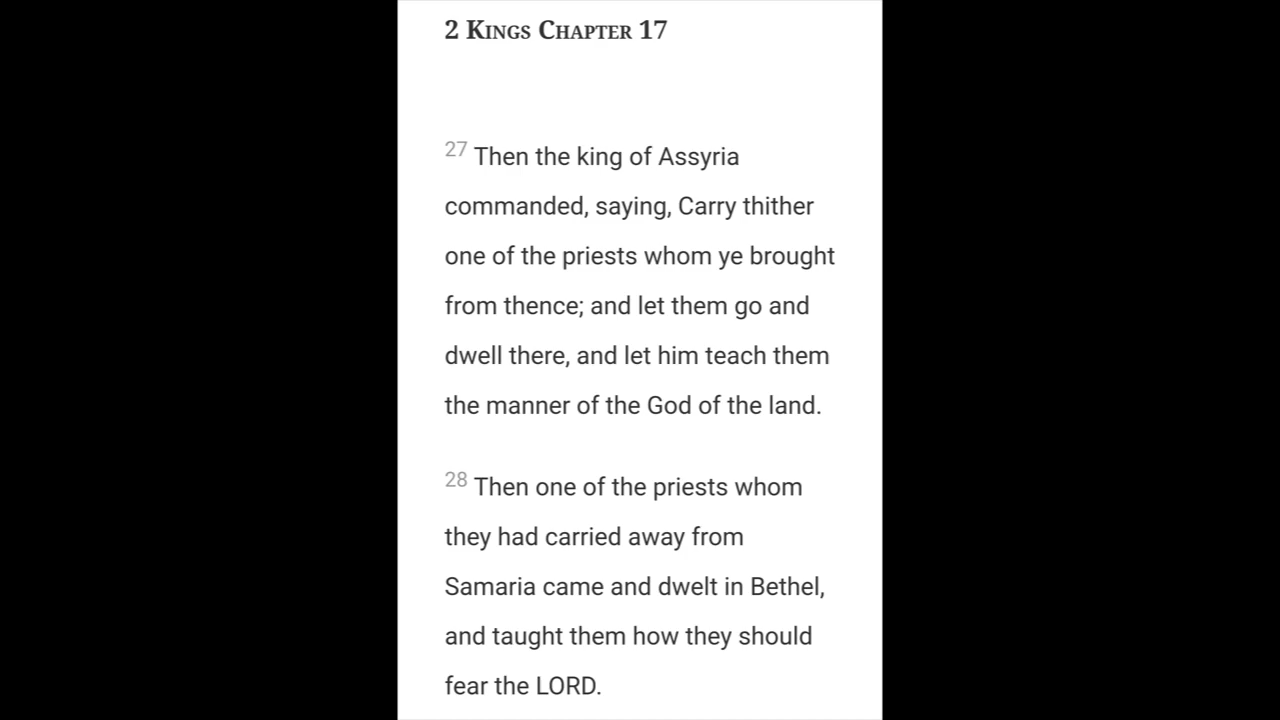 2 Kings Chapter 17
27 Then the king of Assyria
commanded, saying, Carry thither
one of the priests whom ye brought
from thence; and let them go and
dwell there, and let him teach them
the manner of the God of the land.
28 Then one of the priests whom
they had carried away from
Samaria came and dwelt in Bethel,
and taught them how they should
fear the LORD.